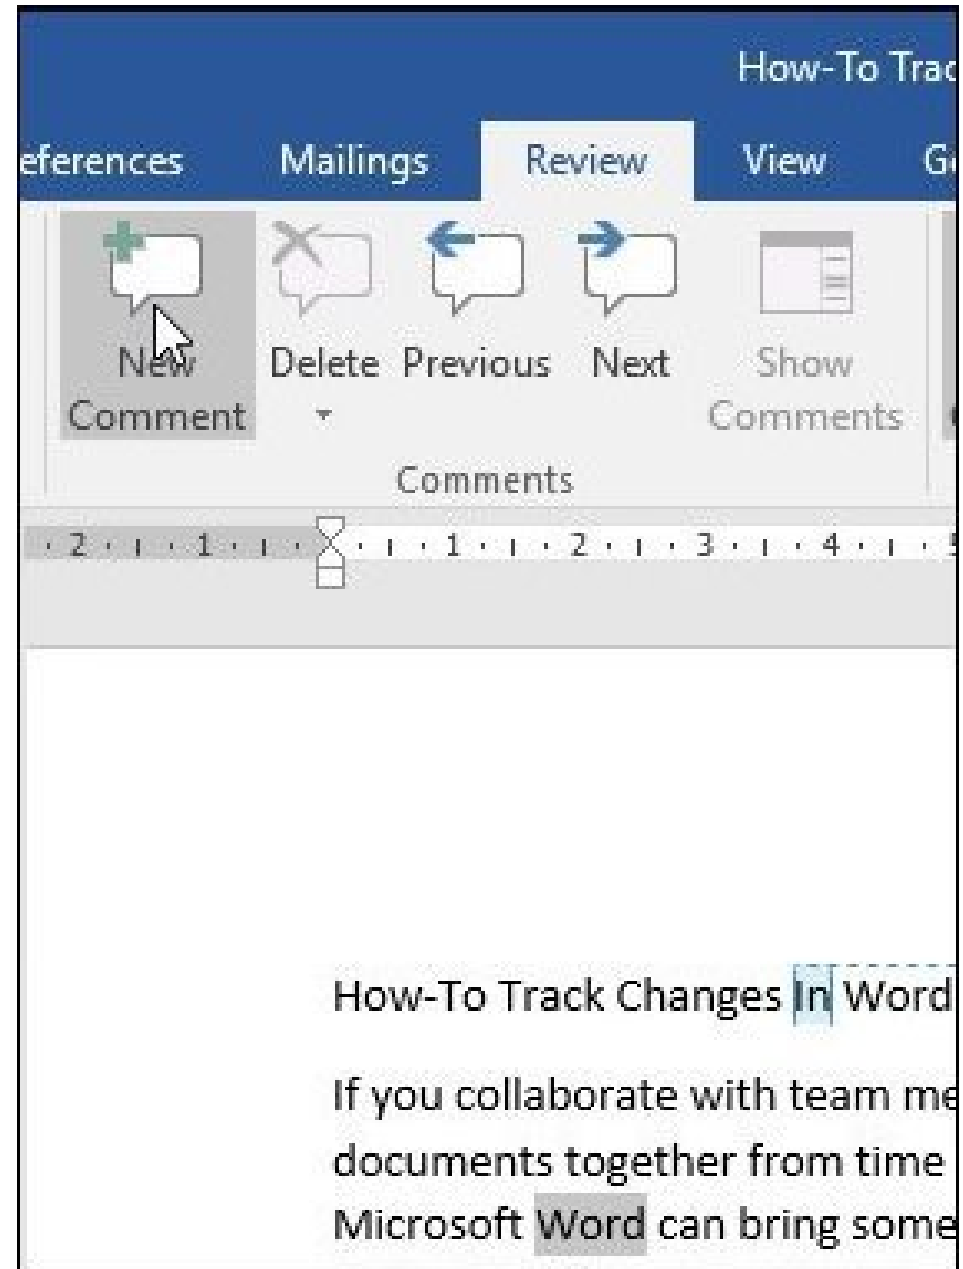 How-To Trac
eferences Mailings Review View G
New Comment Delete Previous Next Show Comments
Comments
2 1 1 2 3 4 5
How-To Track Changes In Word
If you collaborate with team me
documents together from time
Microsoft Word can bring some